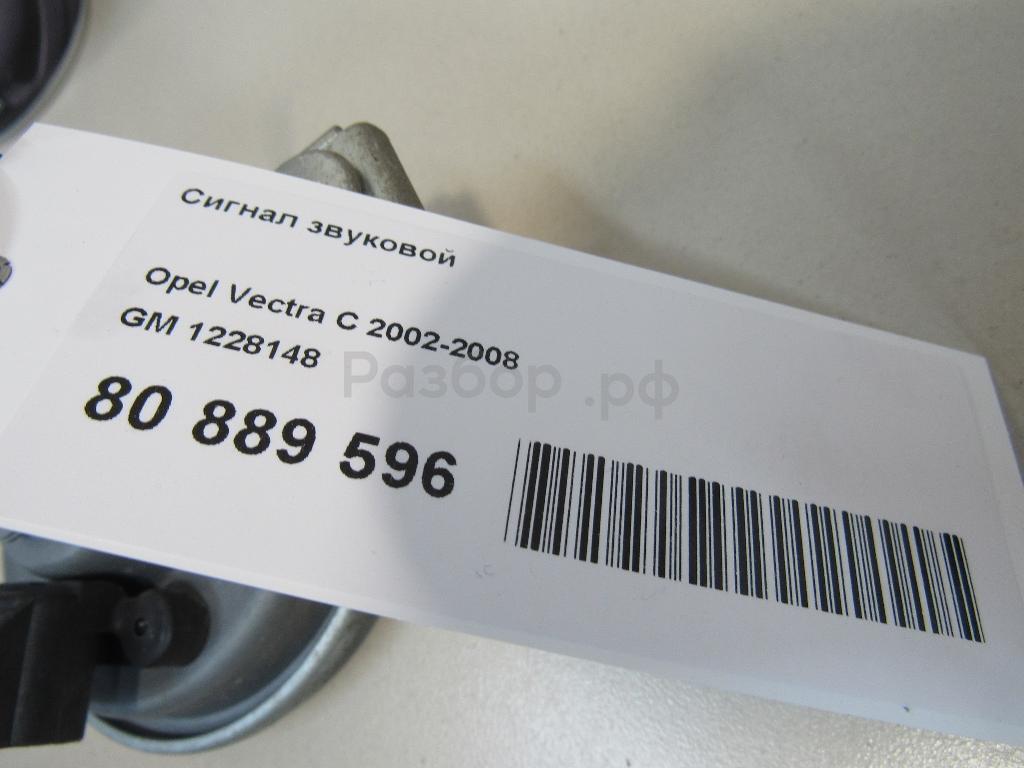 Сигнал звуковой
Opel Vectra C 2002-2008
GM 1228148
Разбор.рф
80 889 596